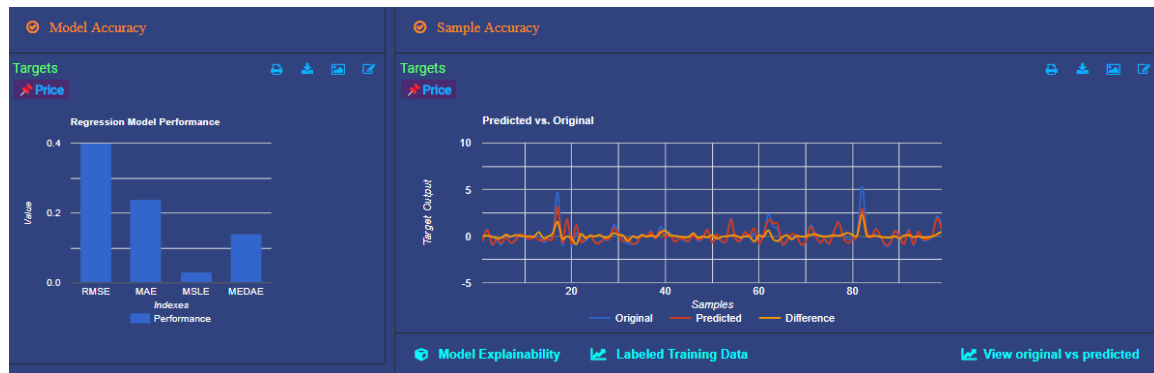 Model Accuracy
Targets
Price
Regression Model Performance
0.4
0.2
0.0
Value
RMSE MAE MSLE MEDAE
Indexes
Performance
Sample Accuracy
Targets
Price
Predicted vs. Original
10
5
0
-5
Target Output
20 40 60 80
Samples
Original Predicted Difference
Model Explainability Labeled Training Data View original vs predicted